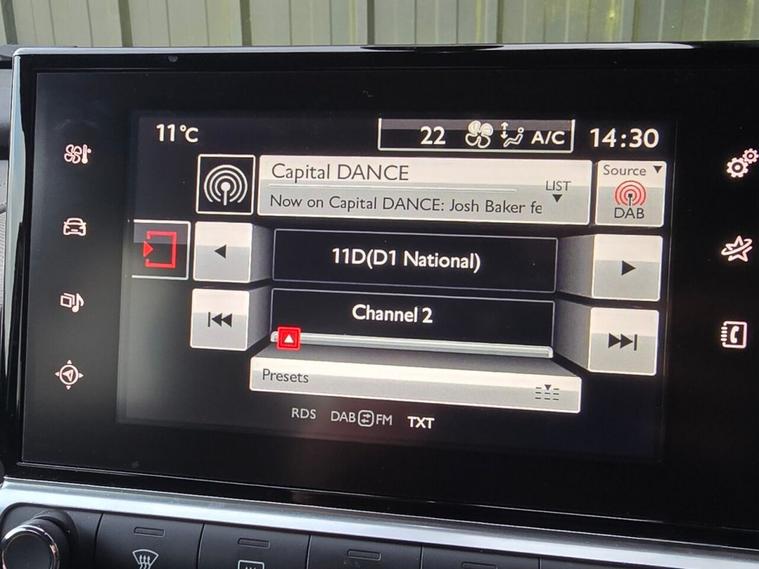 11°C
22 A/C
14:30
Capital DANCE
LIST
Now on Capital DANCE: Josh Baker fe
Source
DAB
11D(D1 National)
Channel 2
Presets
RDS DAB FM TXT